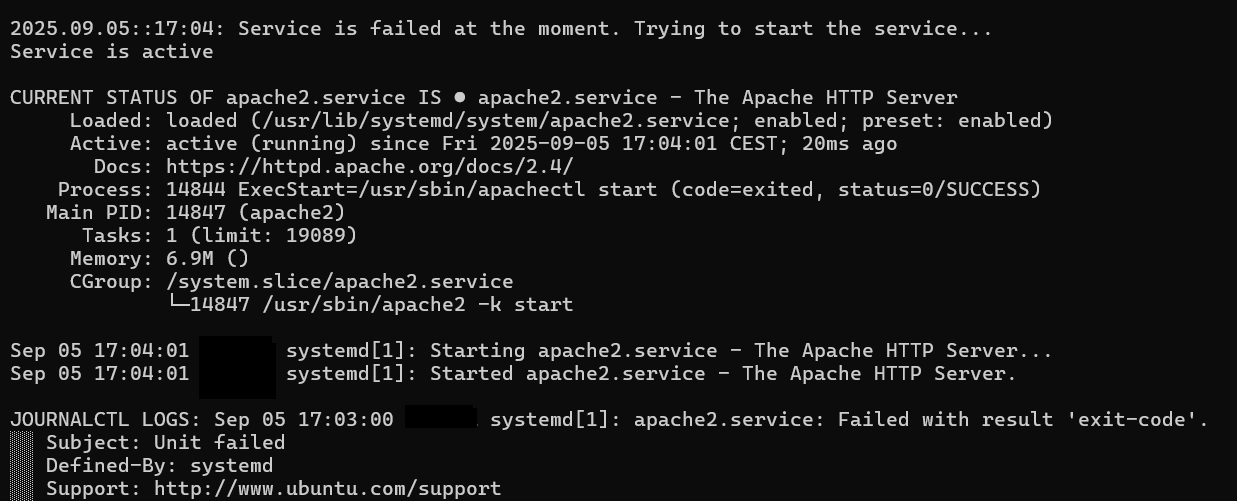 2025.09.05::17:04: Service is failed at the moment. Trying to start the service...
Service is active
CURRENT STATUS OF apache2.service IS ● apache2.service - The Apache HTTP Server
Loaded: loaded (/usr/lib/systemd/system/apache2.service; enabled; preset: enabled)
Active: active (running) since Fri 2025-09-05 17:04:01 CEST; 20ms ago
Docs: https://httpd.apache.org/docs/2.4/
Process: 14844 ExecStart=/usr/sbin/apachectl start (code=exited, status=0/SUCCESS)
Main PID: 14847 (apache2)
Tasks: 1 (limit: 19089)
Memory: 6.9M ()
CGroup: /system.slice/apache2.service
└─14847 /usr/sbin/apache2 -k start
Sep 05 17:04:01 systemd[1]: Starting apache2.service - The Apache HTTP Server...
Sep 05 17:04:01 systemd[1]: Started apache2.service - The Apache HTTP Server.
JOURNALCTL LOGS: Sep 05 17:03:00 systemd[1]: apache2.service: Failed with result 'exit-code'.
░░ Subject: Unit failed
░░ Defined-By: systemd
░░ Support: http://www.ubuntu.com/support